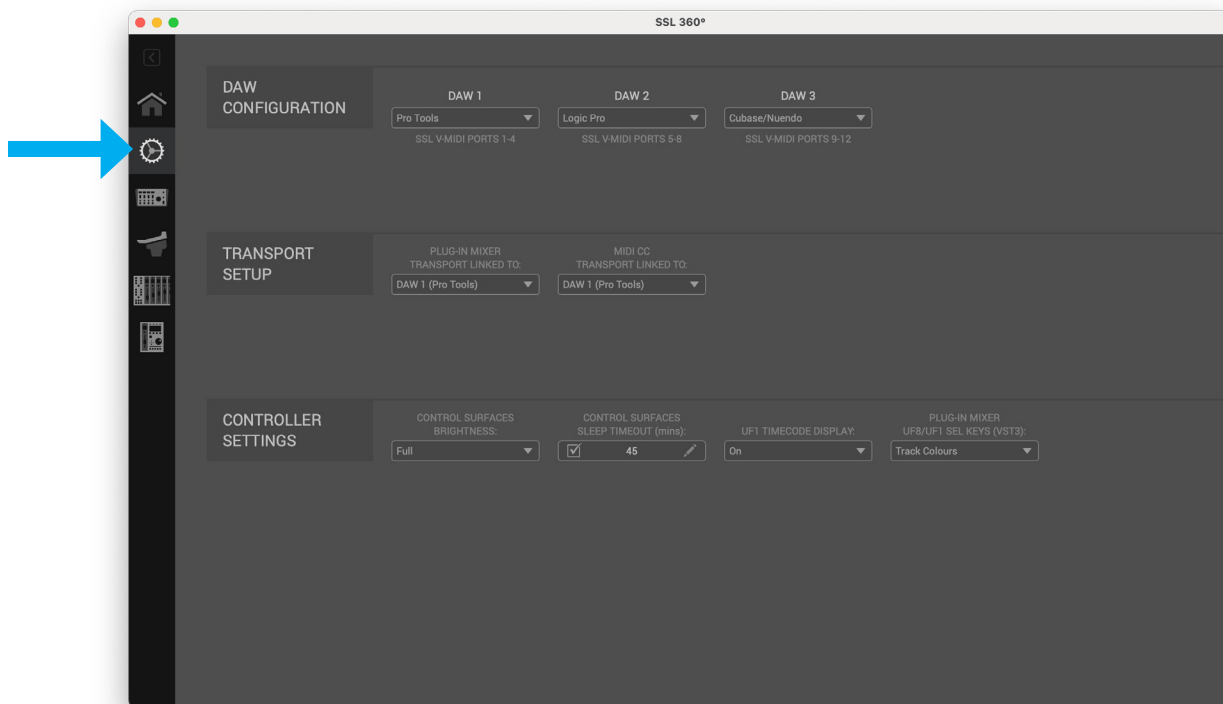 SSL 360°
DAW
CONFIGURATION
DAW 1
DAW 2
DAW 3
Pro Tools
Logic Pro
Cubase/Nuendo
SSL V-MIDI PORTS 1-4
SSL V-MIDI PORTS 5-8
SSL V-MIDI PORTS 9-12
TRANSPORT
SETUP
PLUG-IN MIXER
TRANSPORT LINKED TO:
DAW 1 (Pro Tools)
MIDI CC
TRANSPORT LINKED TO:
DAW 1 (Pro Tools)
CONTROLLER
SETTINGS
CONTROL SURFACES
BRIGHTNESS:
Full
CONTROL SURFACES
SLEEP TIMEOUT (mins):
45
UF1 TIMECODE DISPLAY:
On
PLUG-IN MIXER
UF8/UF1 SEL KEYS (VST3):
Track Colours